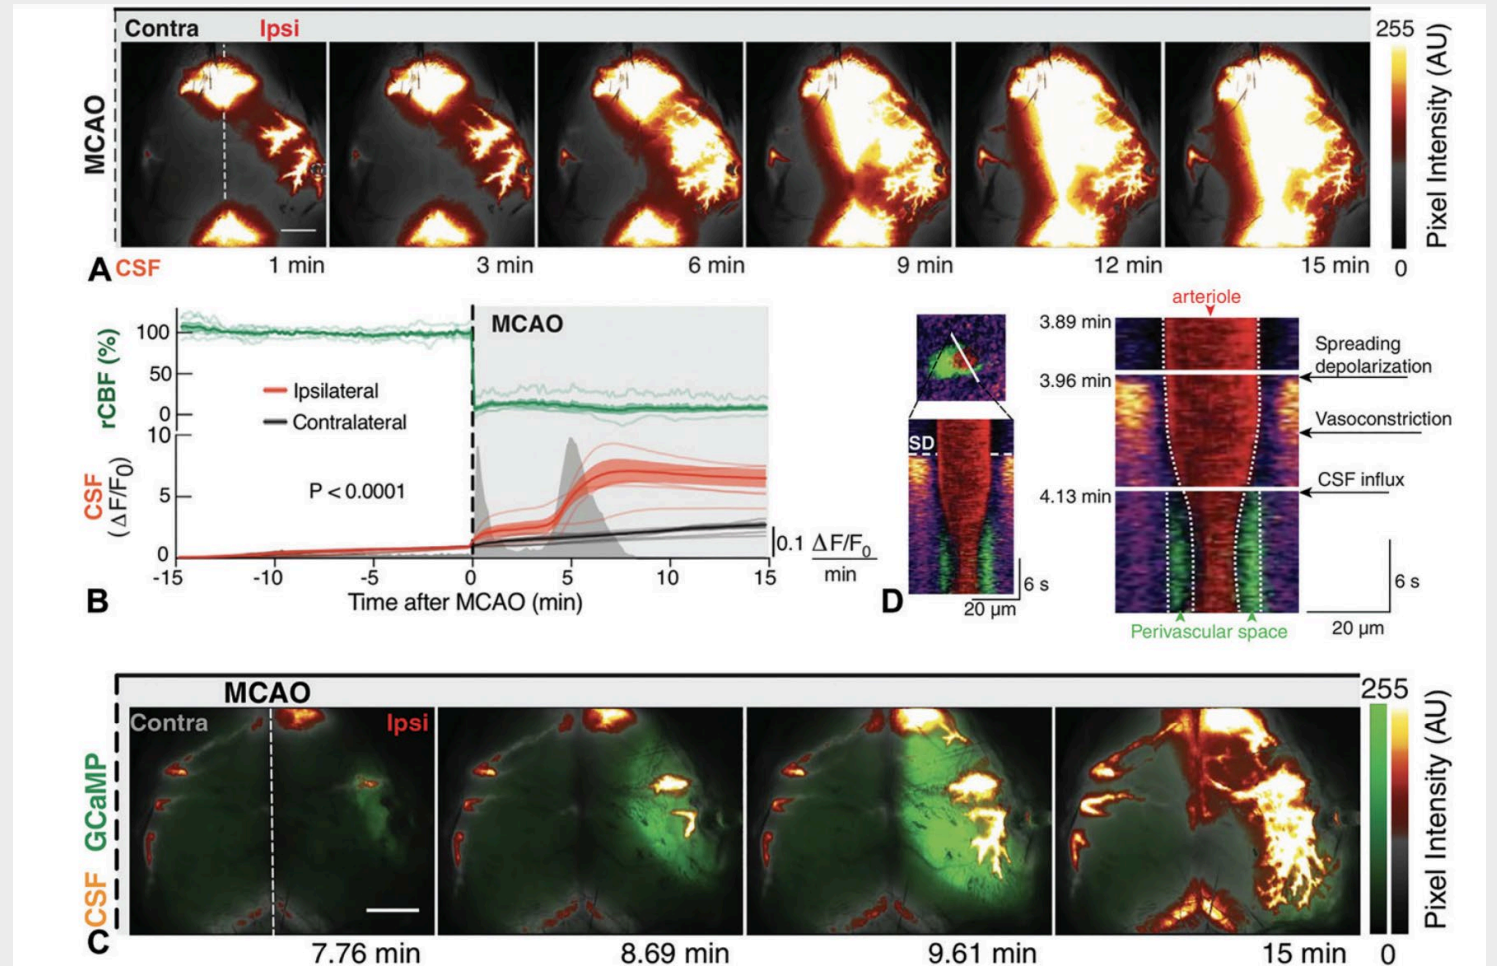 Contra Ipsi
MCAO
255
Pixel Intensity (AU)
0
A CSF 1 min 3 min 6 min 9 min 12 min 15 min
rCBF (%)
100
50
0
MCAO
Ipsilateral
Contralateral
P < 0.0001
CSF
(ΔF/F0)
10
5
0
-15 -10 -5 0 5 10 15
Time after MCAO (min)
0.1 ΔF/F0
min
B
SD
6 s
20 µm
D
arteriole
3.89 min
3.96 min
4.13 min
Spreading
depolarization
Vasoconstriction
CSF influx
6 s
20 µm
Perivascular space
MCAO
Contra Ipsi
CSF GCaMP
255
Pixel Intensity (AU)
0
C 7.76 min 8.69 min 9.61 min 15 min